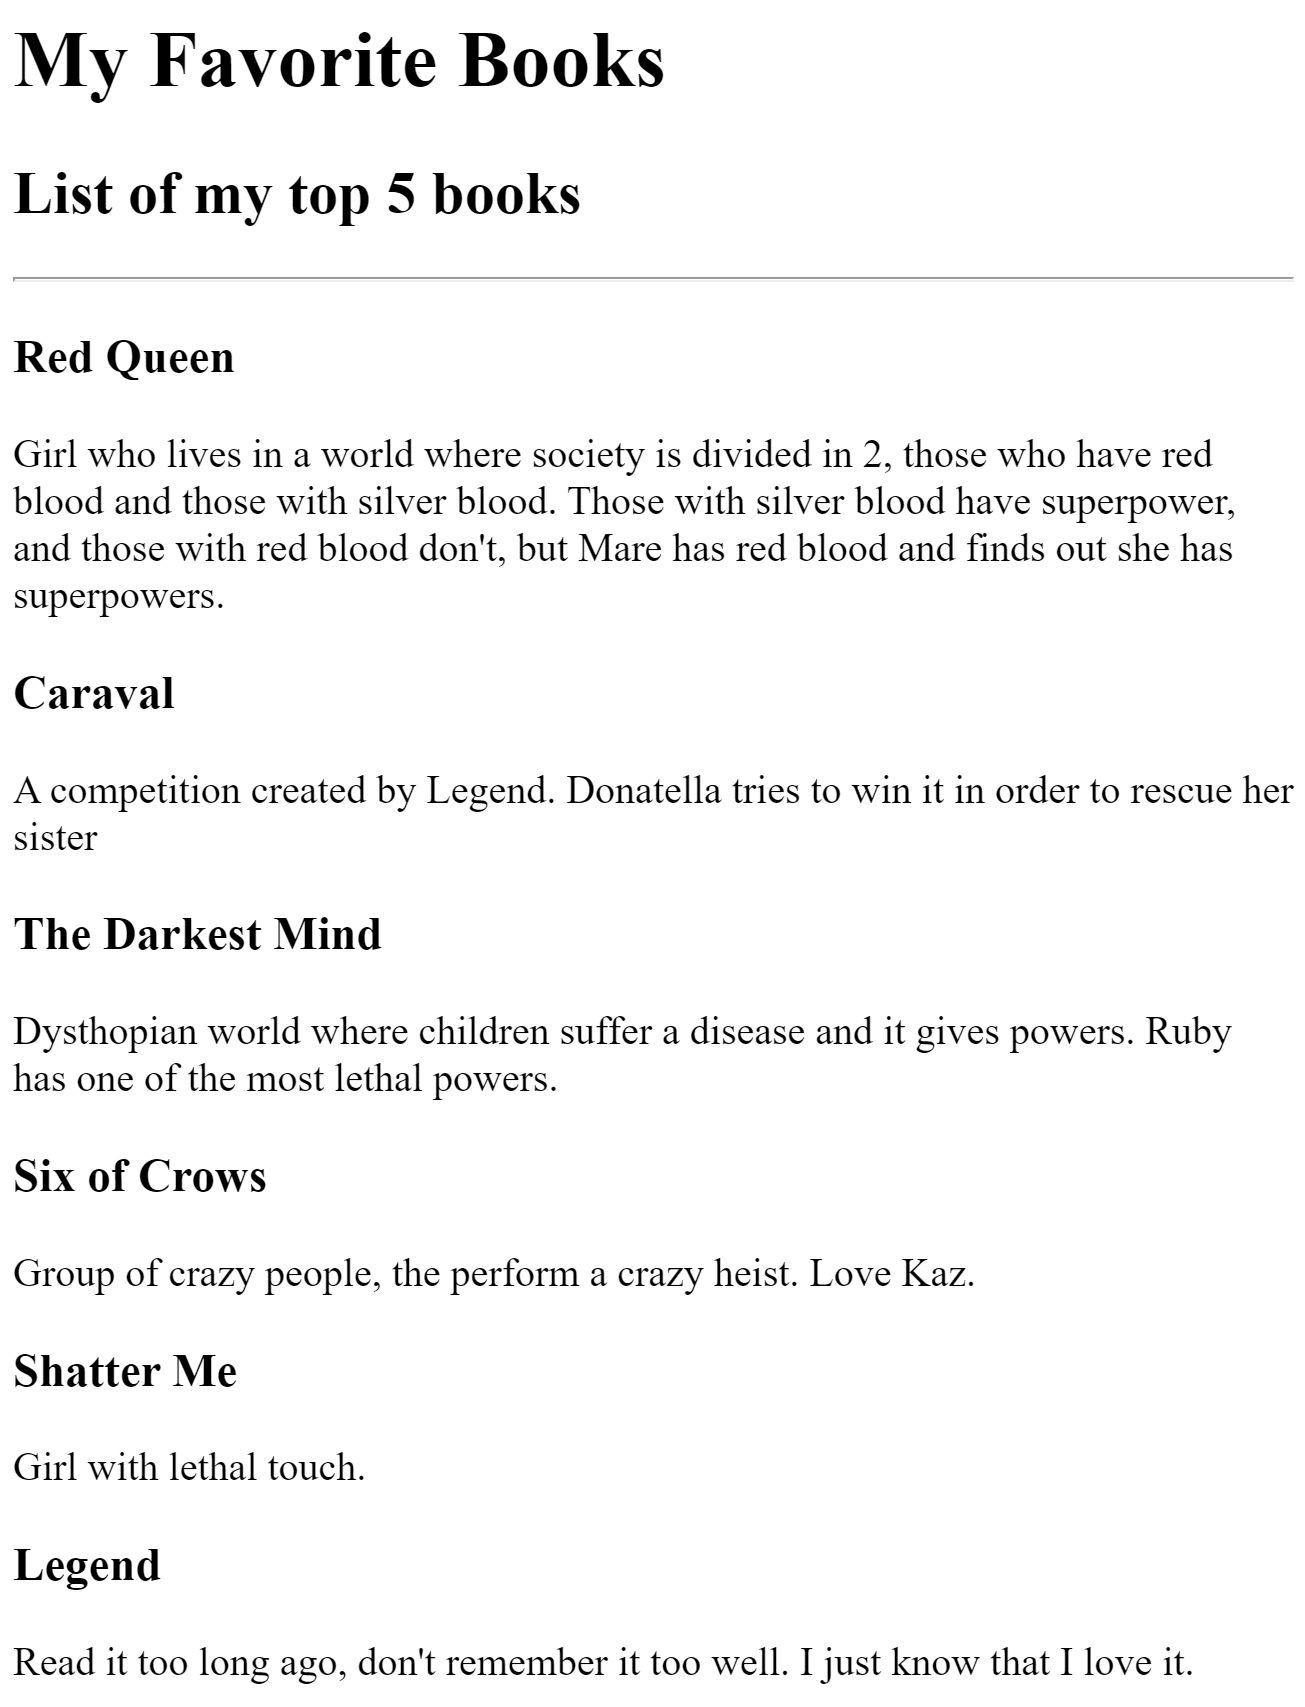 My Favorite Books
List of my top 5 books
Red Queen
Girl who lives in a world where society is divided in 2, those who have red
blood and those with silver blood. Those with silver blood have superpower,
and those with red blood don't, but Mare has red blood and finds out she has
superpowers.
Caraval
A competition created by Legend. Donatella tries to win it in order to rescue her
sister
The Darkest Mind
Dysthopian world where children suffer a disease and it gives powers. Ruby
has one of the most lethal powers.
Six of Crows
Group of crazy people, the perform a crazy heist. Love Kaz.
Shatter Me
Girl with lethal touch.
Legend
Read it too long ago, don't remember it too well. I just know that I love it.